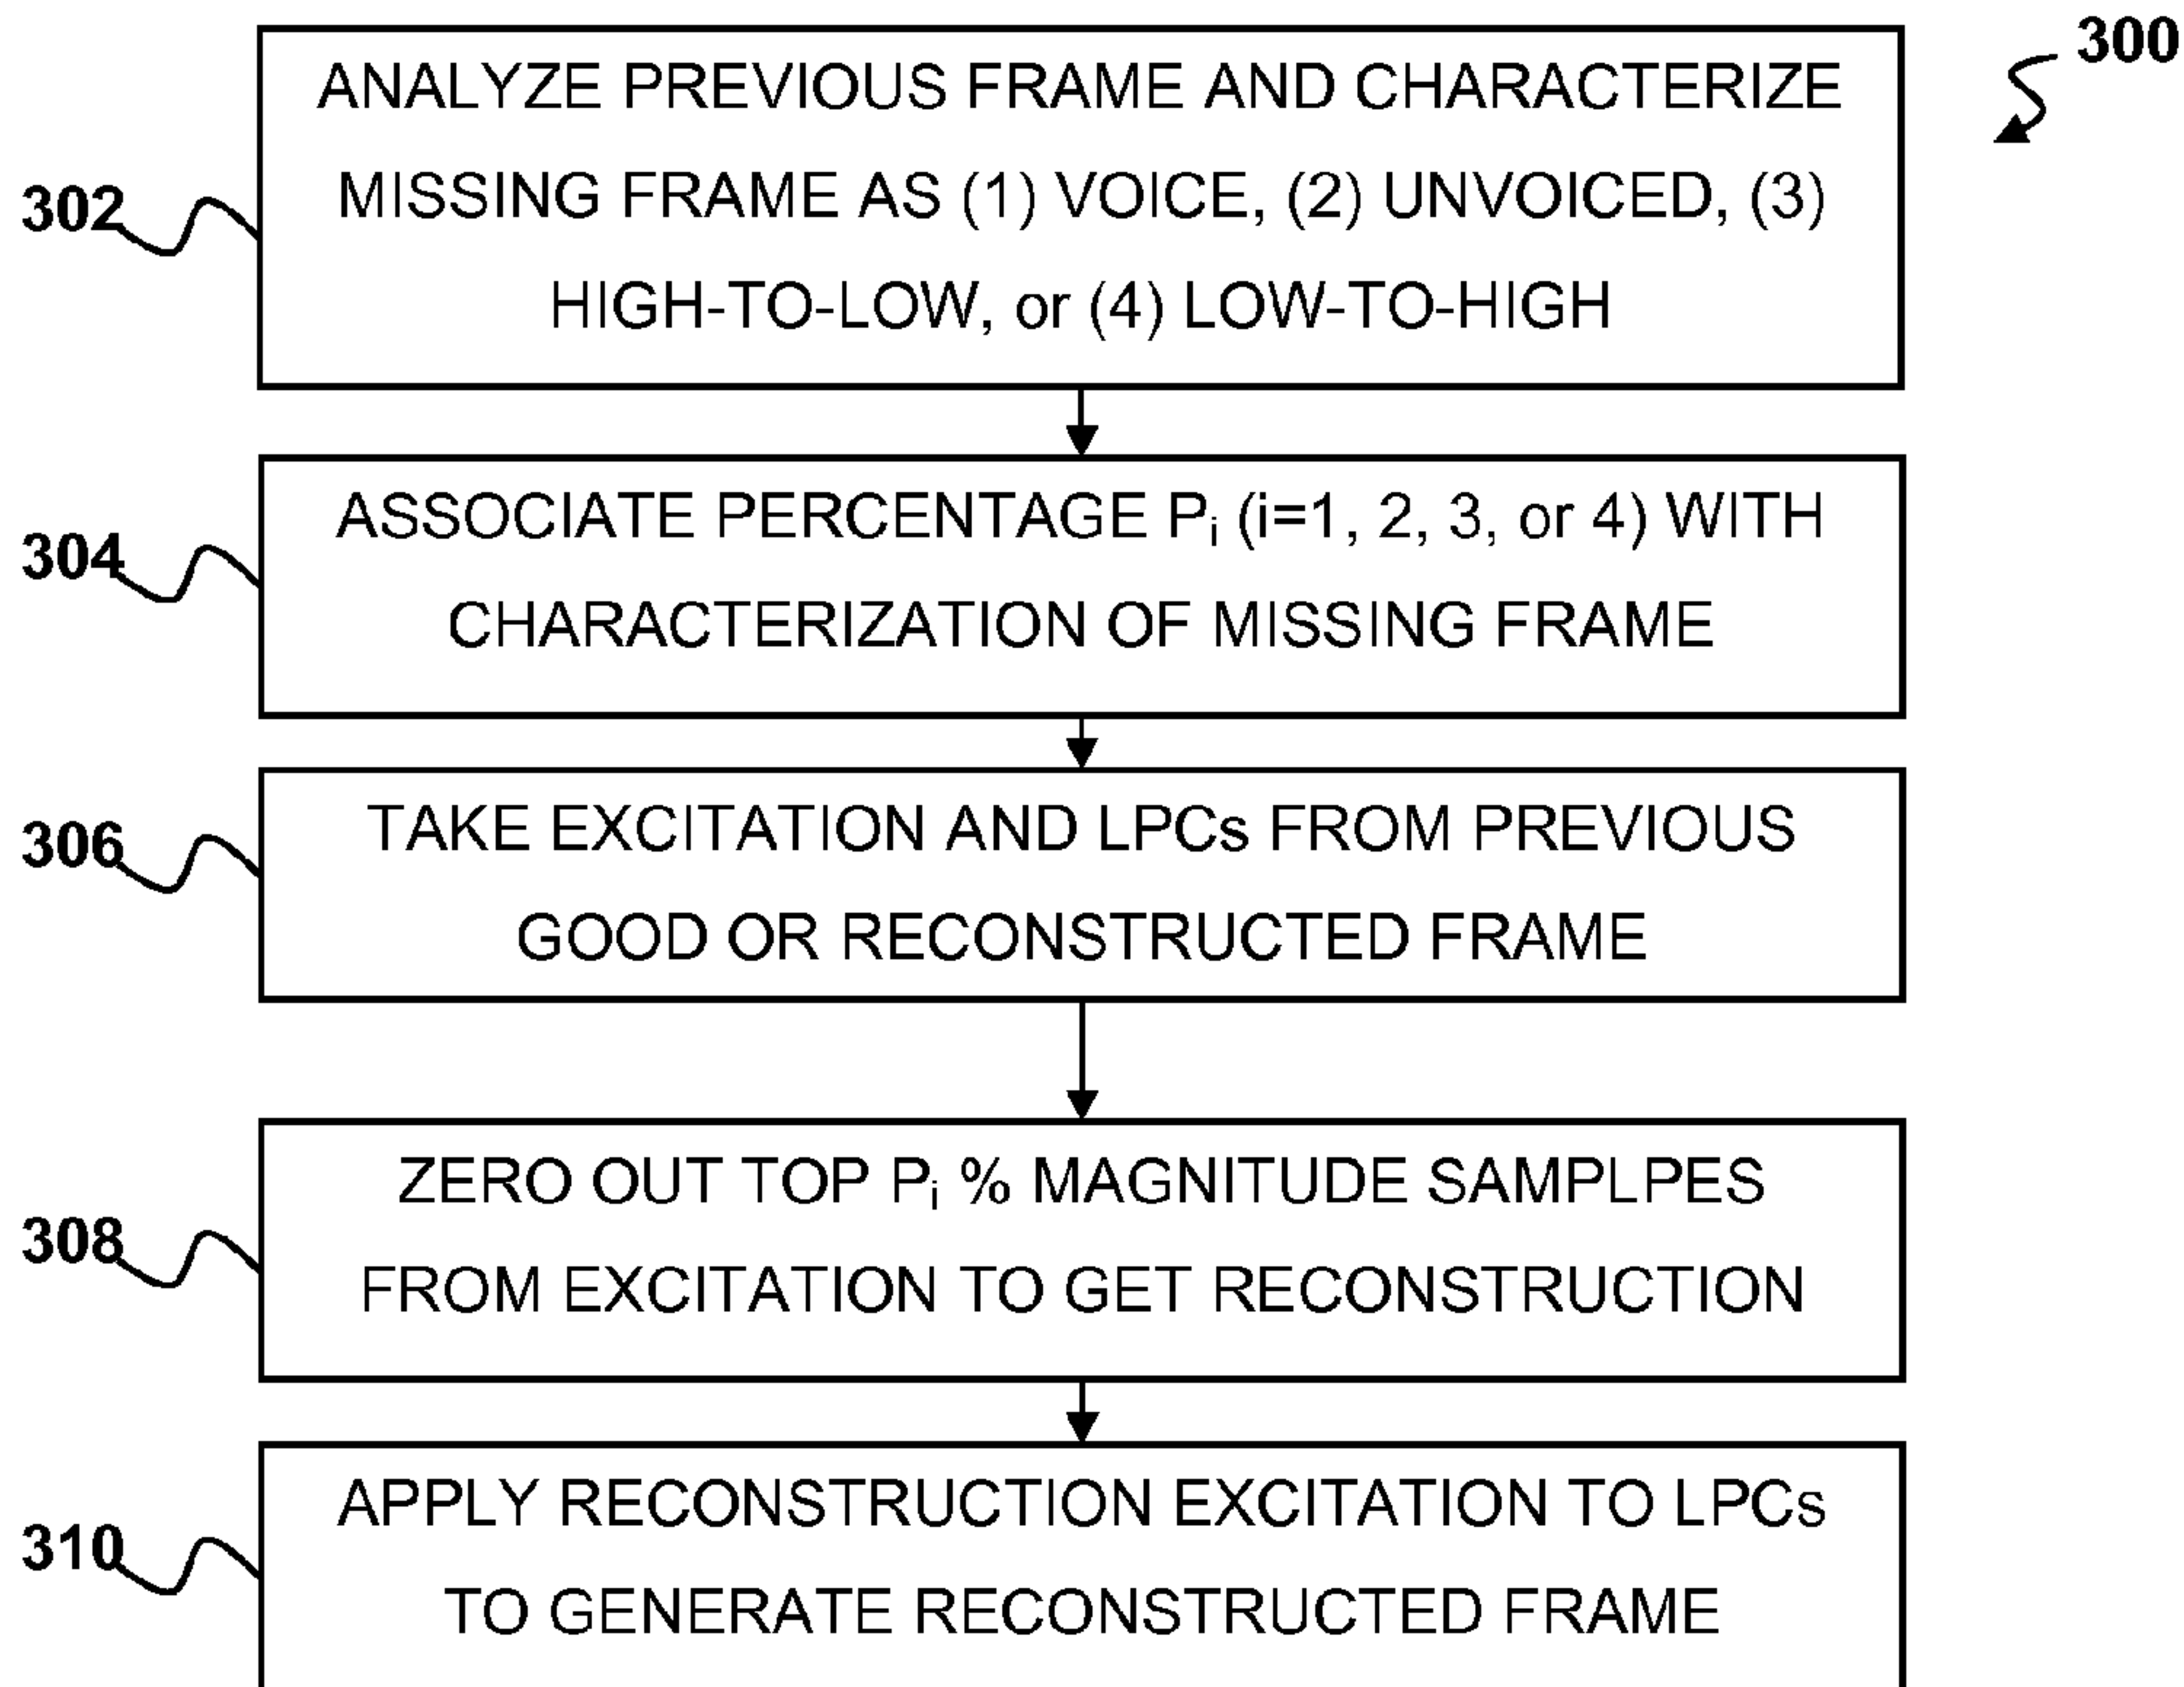 300
ANALYZE PREVIOUS FRAME AND CHARACTERIZE
MISSING FRAME AS (1) VOICE, (2) UNVOICED, (3)
HIGH-TO-LOW, or (4) LOW-TO-HIGH
302
ASSOCIATE PERCENTAGE Pi (i=1, 2, 3, or 4) WITH
CHARACTERIZATION OF MISSING FRAME
304
TAKE EXCITATION AND LPCs FROM PREVIOUS
GOOD OR RECONSTRUCTED FRAME
306
ZERO OUT TOP Pi % MAGNITUDE SAMPLPES
FROM EXCITATION TO GET RECONSTRUCTION
308
APPLY RECONSTRUCTION EXCITATION TO LPCs
TO GENERATE RECONSTRUCTED FRAME
310